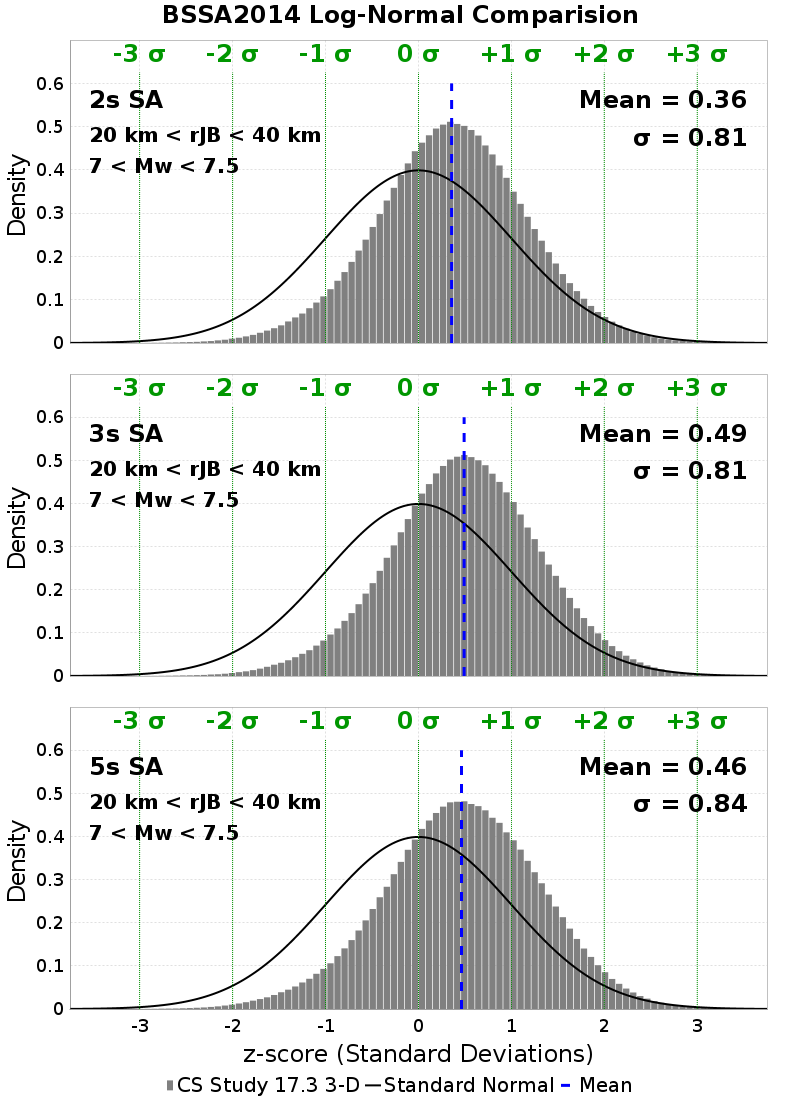 BSSA2014 Log-Normal Comparision
-3 σ -2 σ -1 σ 0 σ +1 σ +2 σ +3 σ
2s SA
Mean = 0.36
20 km < rJB < 40 km
σ = 0.81
7 < Mw < 7.5
0.6
0.5
0.4
0.3
0.2
0.1
0
Density
-3 σ -2 σ -1 σ 0 σ +1 σ +2 σ +3 σ
3s SA
Mean = 0.49
20 km < rJB < 40 km
σ = 0.81
7 < Mw < 7.5
0.6
0.5
0.4
0.3
0.2
0.1
0
Density
-3 σ -2 σ -1 σ 0 σ +1 σ +2 σ +3 σ
5s SA
Mean = 0.46
20 km < rJB < 40 km
σ = 0.84
7 < Mw < 7.5
0.6
0.5
0.4
0.3
0.2
0.1
0
Density
-3 -2 -1 0 1 2 3
z-score (Standard Deviations)
CS Study 17.3 3-D Standard Normal Mean